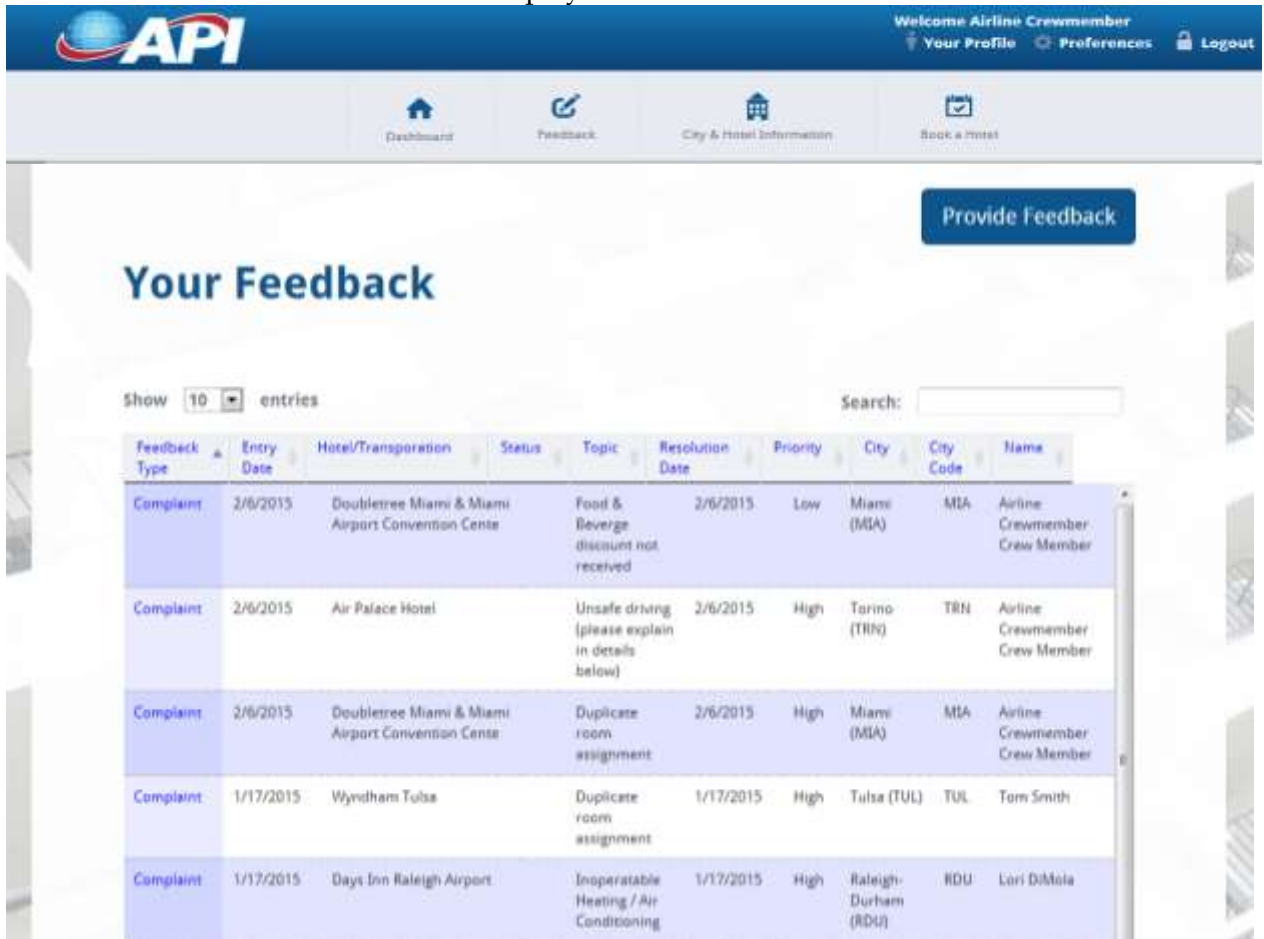 API
Welcome Airline Crewmember
Your Profile Preferences Logout
Dashboard Feedback City & Hotel Information Book a Hotel
Provide Feedback
Your Feedback
Show 10 entries Search:
Feedback Entry Hotel/Transporation Status Topic Resolution Priority City City Name
Type Date Date Code
Complaint 2/6/2015 Doubletree Miami & Miami Food & 2/6/2015 Low Miami MIA Airline
Airport Convention Cente Beverge (MIA) Crewmember
discount not Crew Member
received
Complaint 2/6/2015 Air Palace Hotel Unsafe driving 2/6/2015 High Torino TRN Airline
(please explain (TRN) Crewmember
in details Crew Member
below)
Complaint 2/6/2015 Doubletree Miami & Miami Duplicate 2/6/2015 High Miami MIA Airline
Airport Convention Cente room (MIA) Crewmember
assignment Crew Member
Complaint 1/17/2015 Wyndham Tulsa Duplicate 1/17/2015 High Tulsa (TUL) TUL Tom Smith
room
assignment
Complaint 1/17/2015 Days Inn Raleigh Airport Inoperatable 1/17/2015 High Raleigh- RDU Lori DiMola
Heating / Air Durham
Conditioning (RDU)